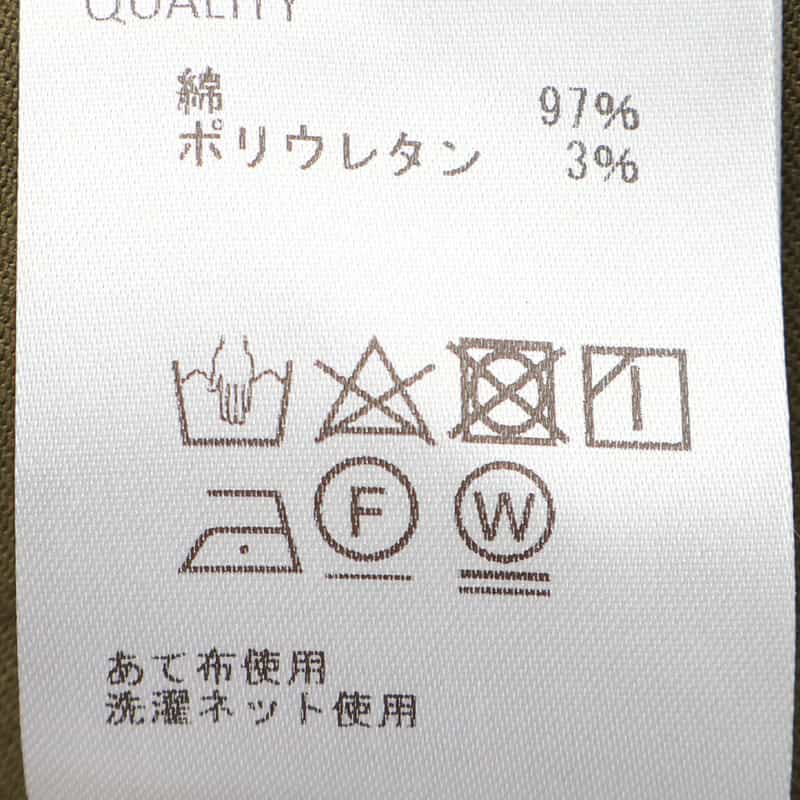 QUALITY
綿 97%
ポリウレタン 3%
F W
あて布使用
洗濯ネット使用